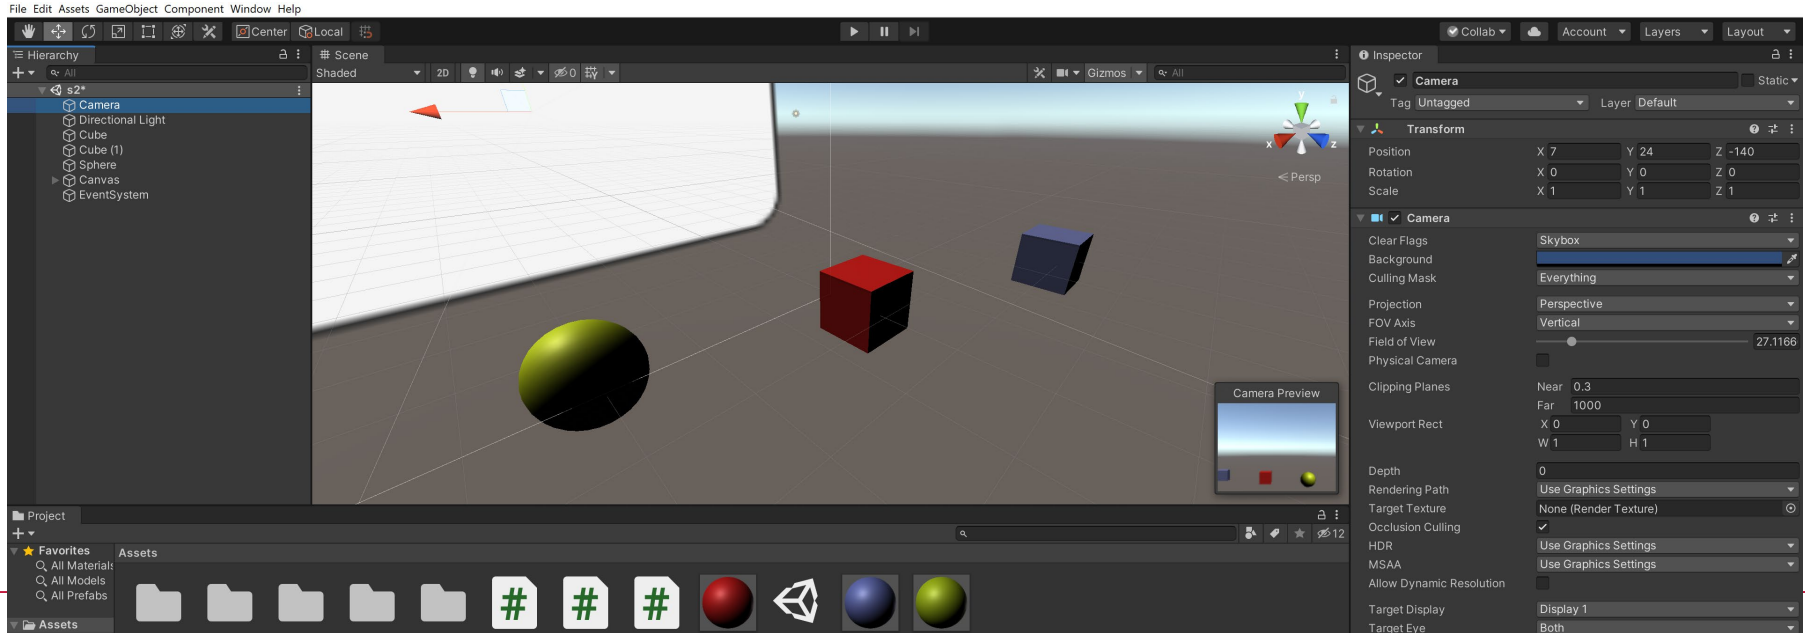 File Edit Assets GameObject Component Window Help
Center Local Collab Account Layers Layout
Hierarchy
All
s2*
Camera
Directional Light
Cube
Cube (1)
Sphere
Canvas
EventSystem
# Scene
Shaded 2D 0 Gizmos All
y
x z
Persp
Camera Preview
Inspector
Camera Static
Tag Untagged Layer Default
Transform
Position X 7 Y 24 Z -140
Rotation X 0 Y 0 Z 0
Scale X 1 Y 1 Z 1
Camera
Clear Flags Skybox
Background
Culling Mask Everything
Projection Perspective
FOV Axis Vertical
Field of View 27.1166
Physical Camera
Clipping Planes Near 0.3
Far 1000
Viewport Rect X 0 Y 0
W 1 H 1
Depth 0
Rendering Path Use Graphics Settings
Target Texture None (Render Texture)
Occlusion Culling
HDR Use Graphics Settings
MSAA Use Graphics Settings
Allow Dynamic Resolution
Target Display Display 1
Target Eye Both
Project
12
Favorites
All Materials
All Models
All Prefabs
Assets
Assets
# # #